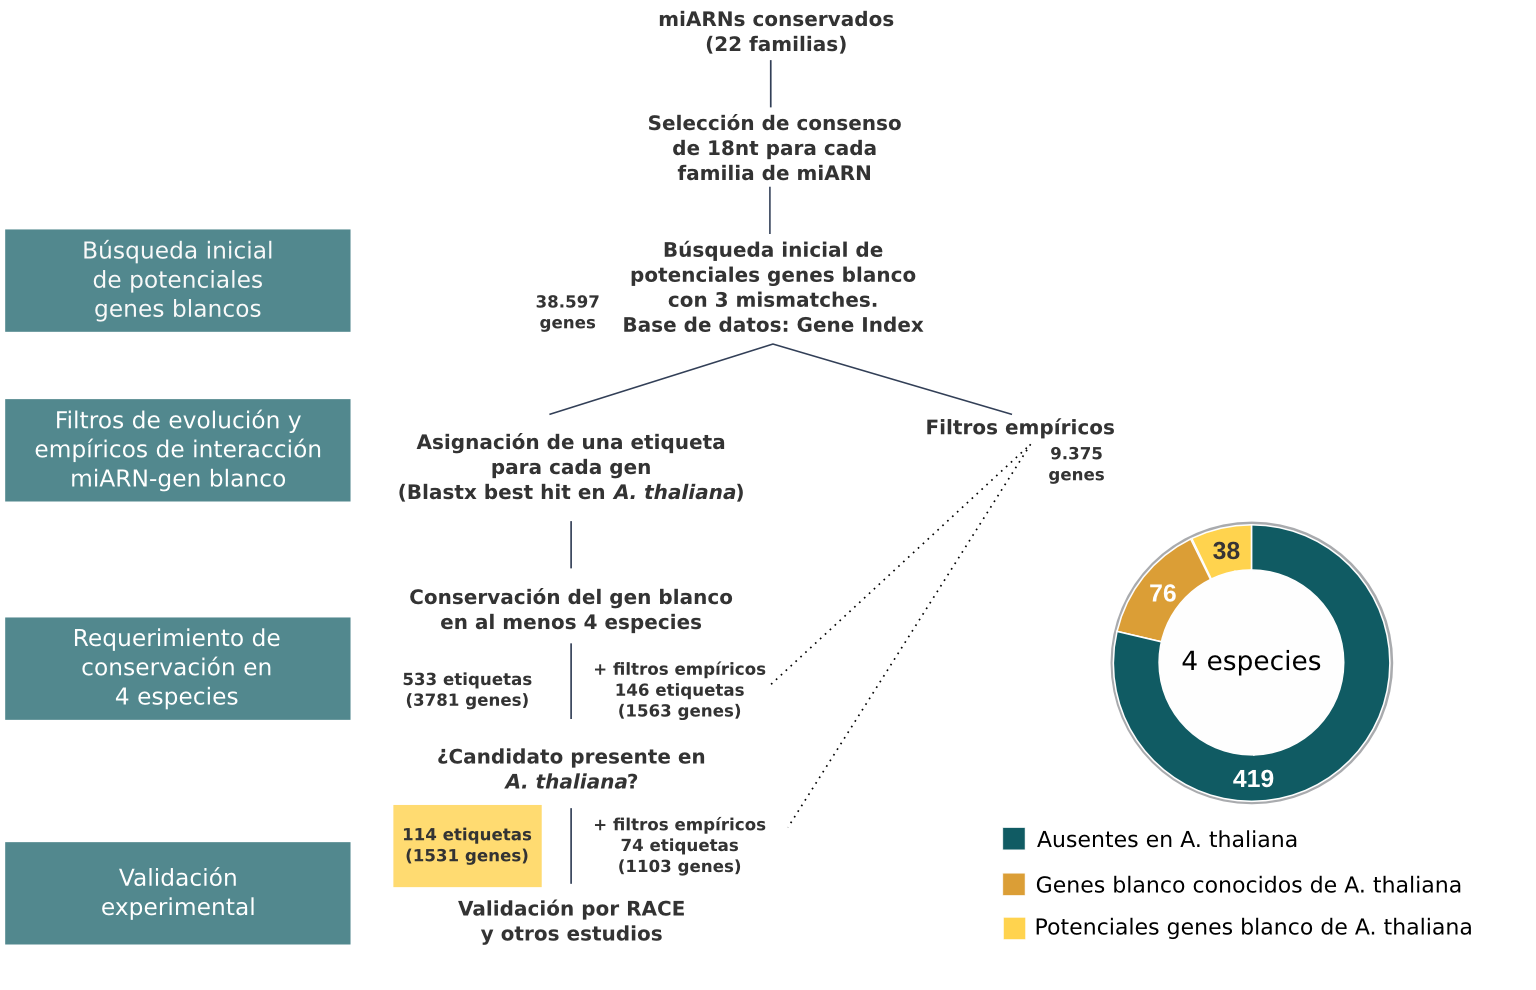 miARNs conservados
(22 familias)
Selección de consenso
de 18nt para cada
familia de miARN
Búsqueda inicial
de potenciales
genes blancos
Búsqueda inicial de
potenciales genes blanco
con 3 mismatches.
Base de datos: Gene Index
38.597
genes
Filtros de evolución y
empíricos de interacción
miARN-gen blanco
Asignación de una etiqueta
para cada gen
(Blastx best hit en A. thaliana)
Filtros empíricos
9.375
genes
Requerimiento de
conservación en
4 especies
Conservación del gen blanco
en al menos 4 especies
533 etiquetas
(3781 genes)
+ filtros empíricos
146 etiquetas
(1563 genes)
¿Candidato presente en
A. thaliana?
114 etiquetas
(1531 genes)
+ filtros empíricos
74 etiquetas
(1103 genes)
Validación
experimental
Validación por RACE
y otros estudios
38
76
4 especies
419
Ausentes en A. thaliana
Genes blanco conocidos de A. thaliana
Potenciales genes blanco de A. thaliana